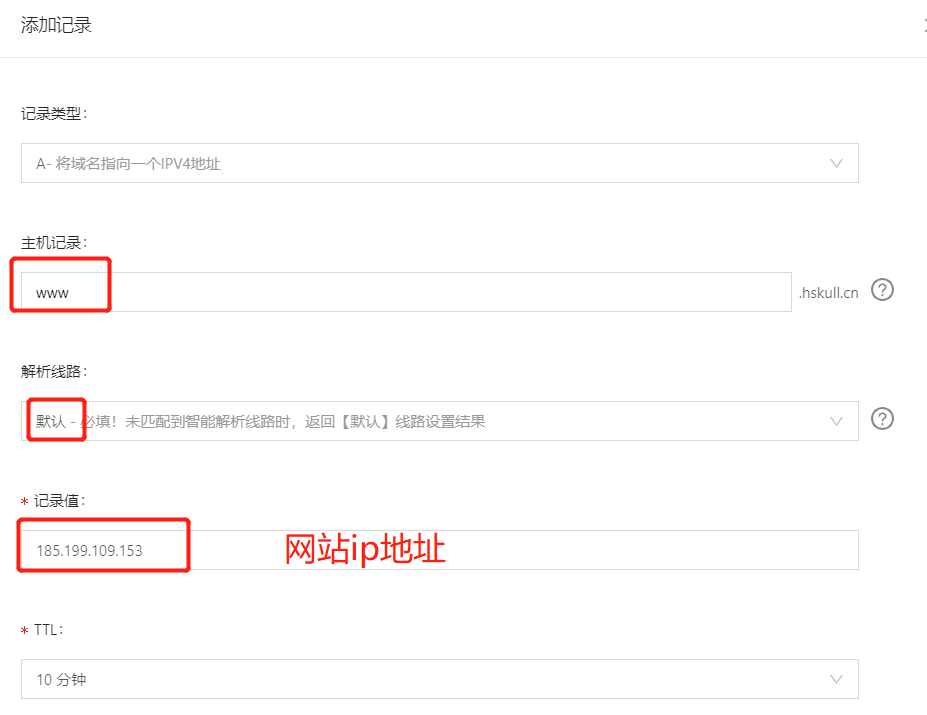 添加记录
记录类型：
A- 将域名指向一个IPV4地址
主机记录：
www
.hskull.cn
?
解析线路：
默认 - 必填！未匹配到智能解析线路时，返回【默认】线路设置结果
?
* 记录值：
185.199.109.153
网站ip地址
* TTL：
10 分钟